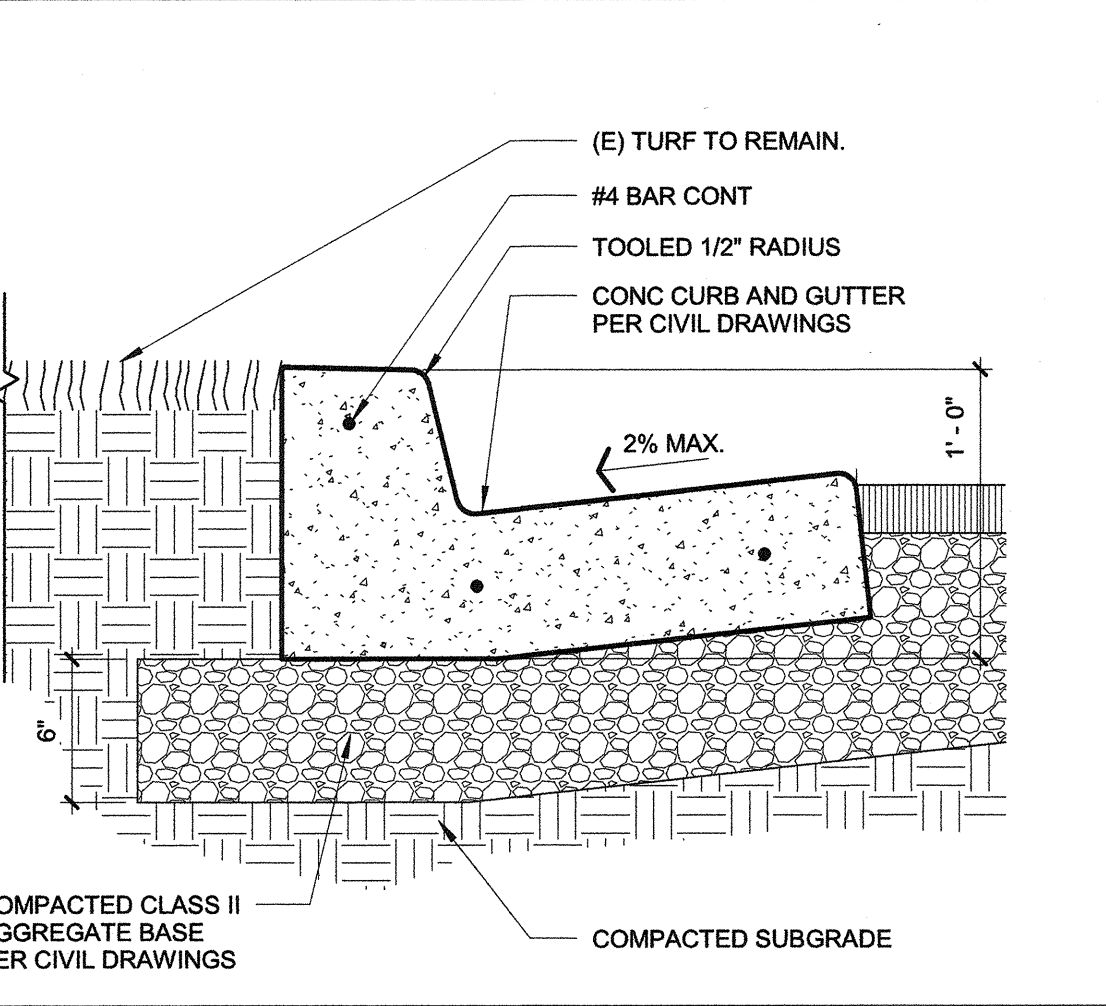 (E) TURF TO REMAIN.
#4 BAR CONT
TOOLED 1/2" RADIUS
CONC CURB AND GUTTER
PER CIVIL DRAWINGS
2% MAX.
1' - 0"
6"
OMPACTED CLASS II
GGREGATE BASE
ER CIVIL DRAWINGS
COMPACTED SUBGRADE